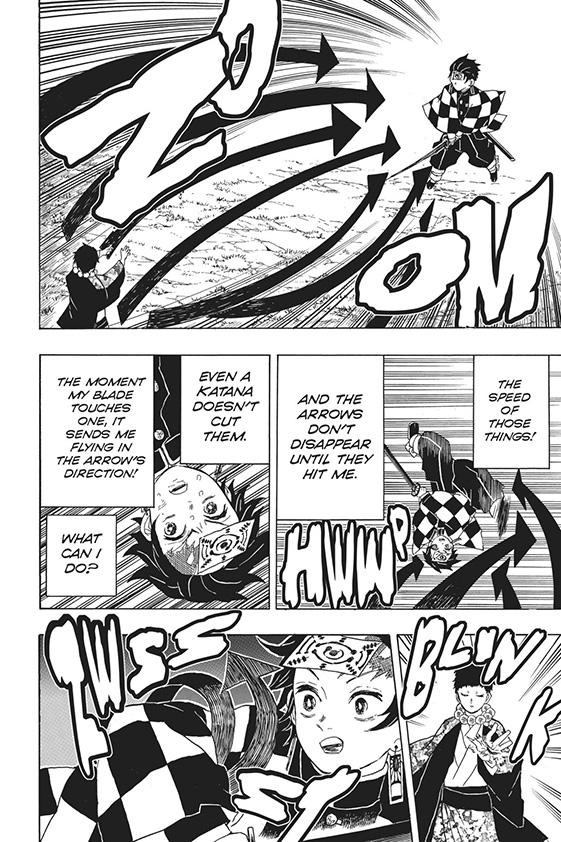 ZOOM
THE
SPEED
OF
THOSE
THINGS!
AND THE
ARROWS
DON'T
DISAPPEAR
UNTIL THEY
HIT ME.
HWWP
EVEN A
KATANA
DOESN'T
CUT
THEM.
THE MOMENT
MY BLADE
TOUCHES
ONE, IT
SENDS ME
FLYING IN
THE ARROW'S
DIRECTION!
WHAT
CAN I
DO?
BLINK
TWSS
ST